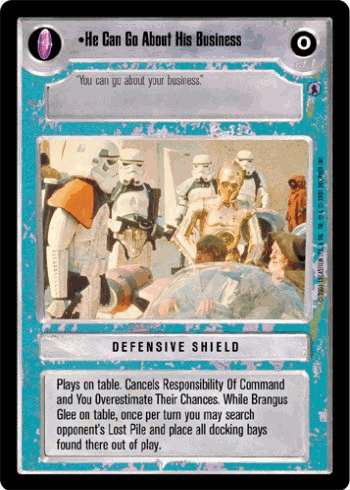 •He Can Go About His Business
"You can go about your business."
DEFENSIVE SHIELD
Plays on table. Cancels Responsibility Of Command
and You Overestimate Their Chances. While Brangus
Glee on table, once per turn you may search
opponent's Lost Pile and place all docking bays
found there out of play.